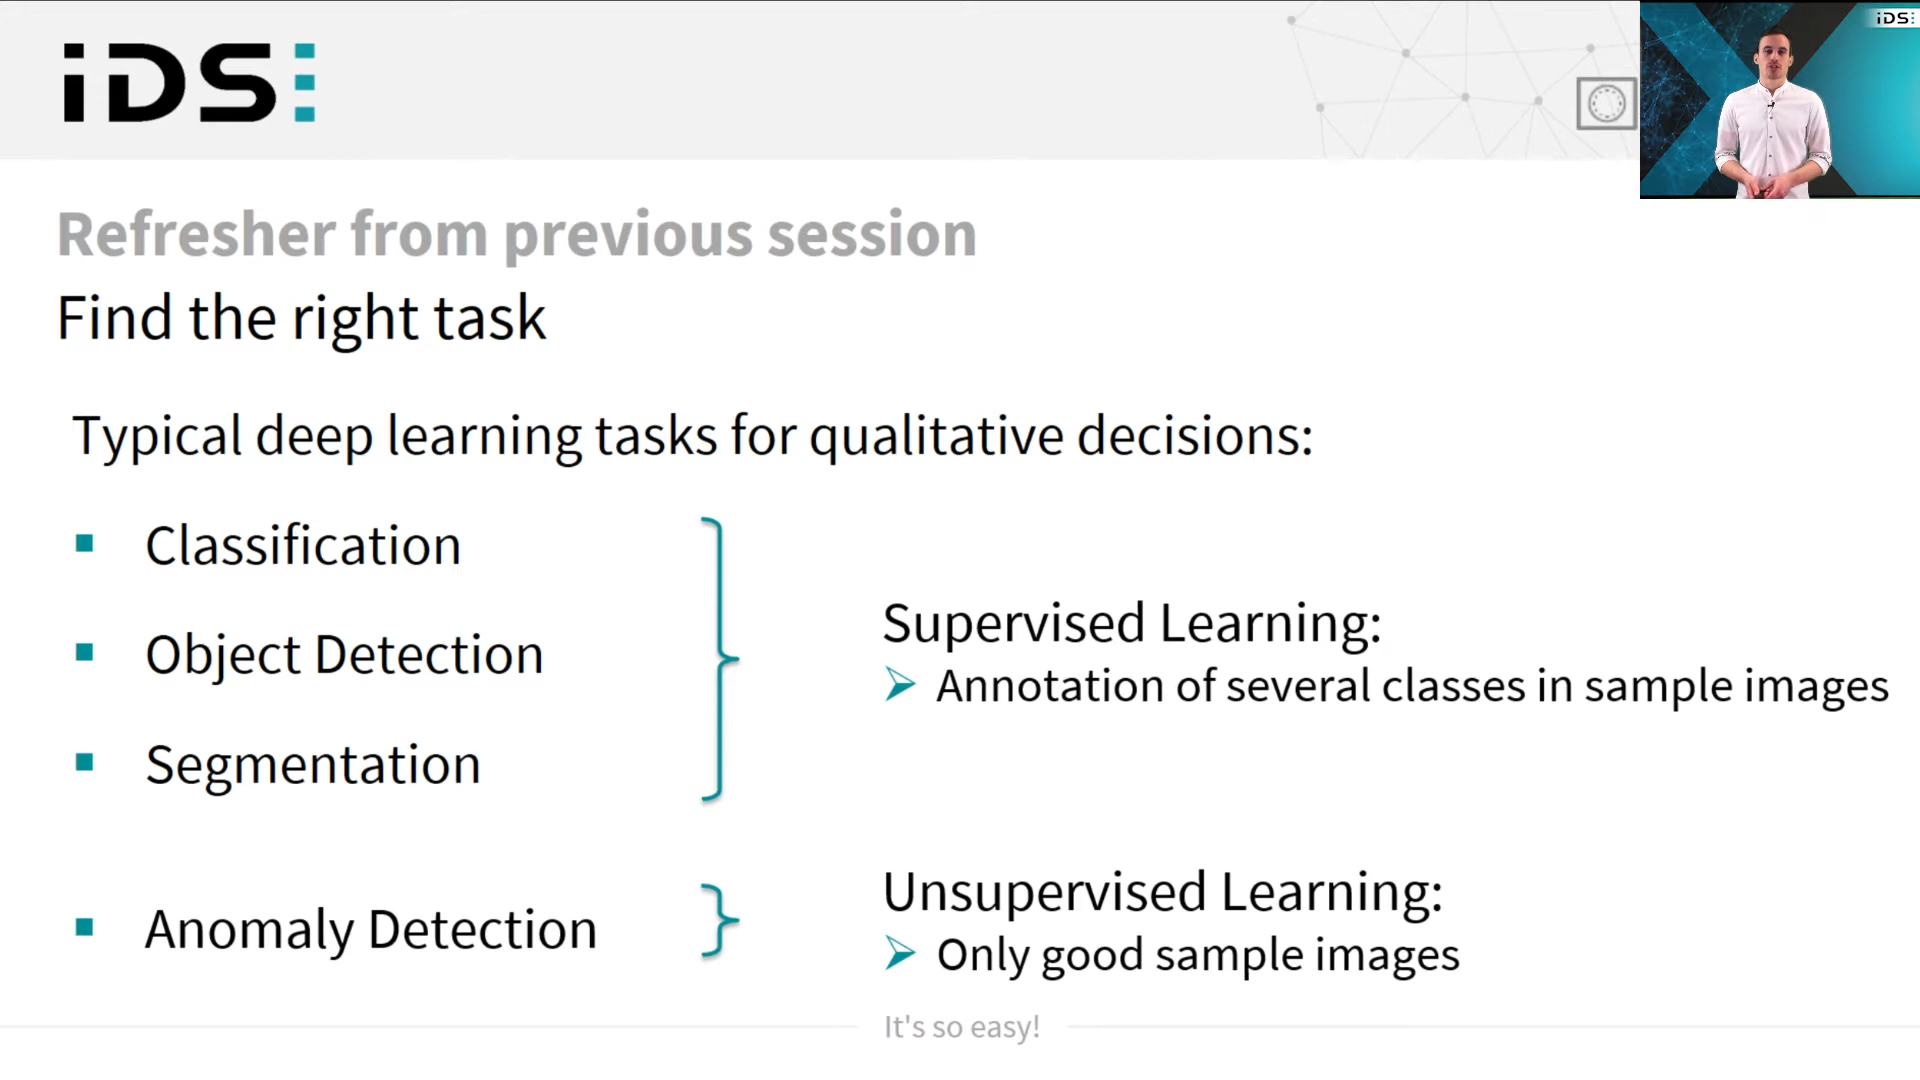 iDS
iDS
Refresher from previous session
Find the right task
Typical deep learning tasks for qualitative decisions:
Classification
Object Detection
Segmentation
Supervised Learning:
Annotation of several classes in sample images
Anomaly Detection
Unsupervised Learning:
Only good sample images
It's so easy!